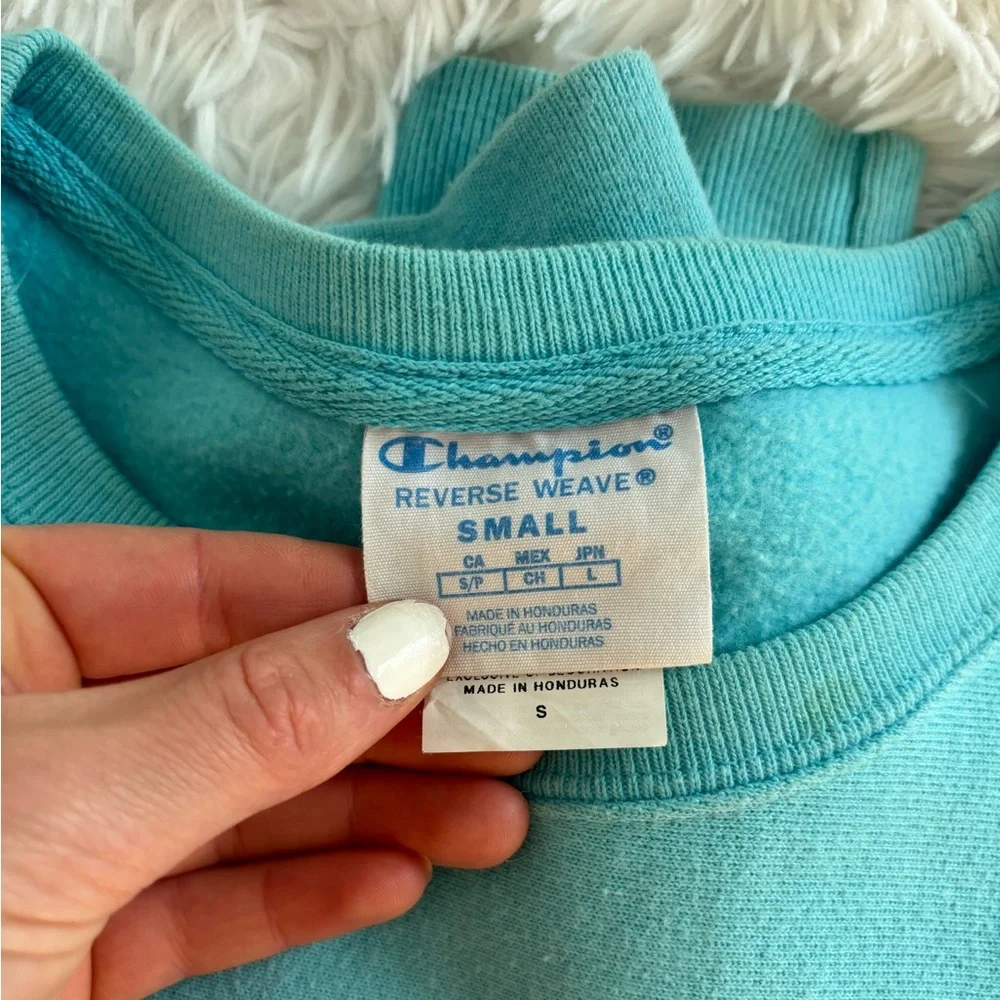 Champion®
REVERSE WEAVE®
SMALL
CA MEX JPN
S/P CH L
MADE IN HONDURAS
FABRIQUÉ AU HONDURAS
HECHO EN HONDURAS
MADE IN HONDURAS
S